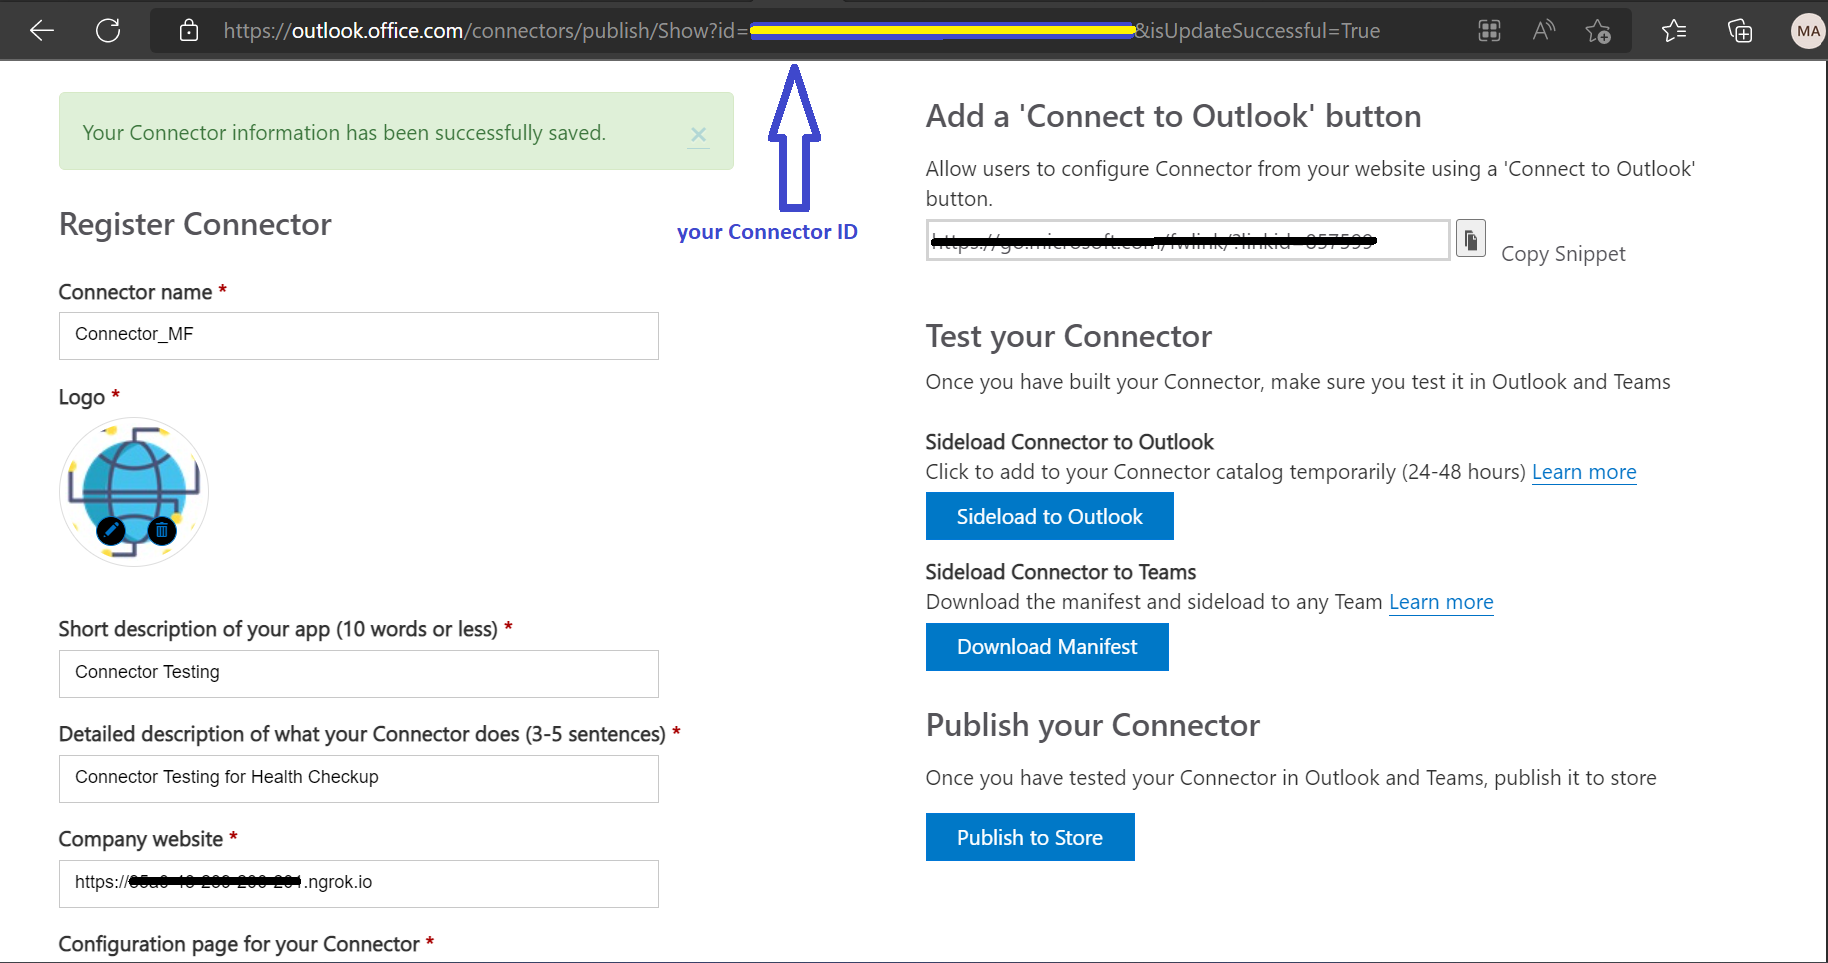 https://outlook.office.com/connectors/publish/Show?id= &isUpdateSuccessful=True
MA
Your Connector information has been successfully saved.
your Connector ID
Register Connector
Connector name *
Connector_MF
Logo *
Short description of your app (10 words or less) *
Connector Testing
Detailed description of what your Connector does (3-5 sentences) *
Connector Testing for Health Checkup
Company website *
https:// .ngrok.io
Configuration page for your Connector *
Add a 'Connect to Outlook' button
Allow users to configure Connector from your website using a 'Connect to Outlook'
button.
Copy Snippet
Test your Connector
Once you have built your Connector, make sure you test it in Outlook and Teams
Sideload Connector to Outlook
Click to add to your Connector catalog temporarily (24-48 hours) Learn more
Sideload to Outlook
Sideload Connector to Teams
Download the manifest and sideload to any Team Learn more
Download Manifest
Publish your Connector
Once you have tested your Connector in Outlook and Teams, publish it to store
Publish to Store